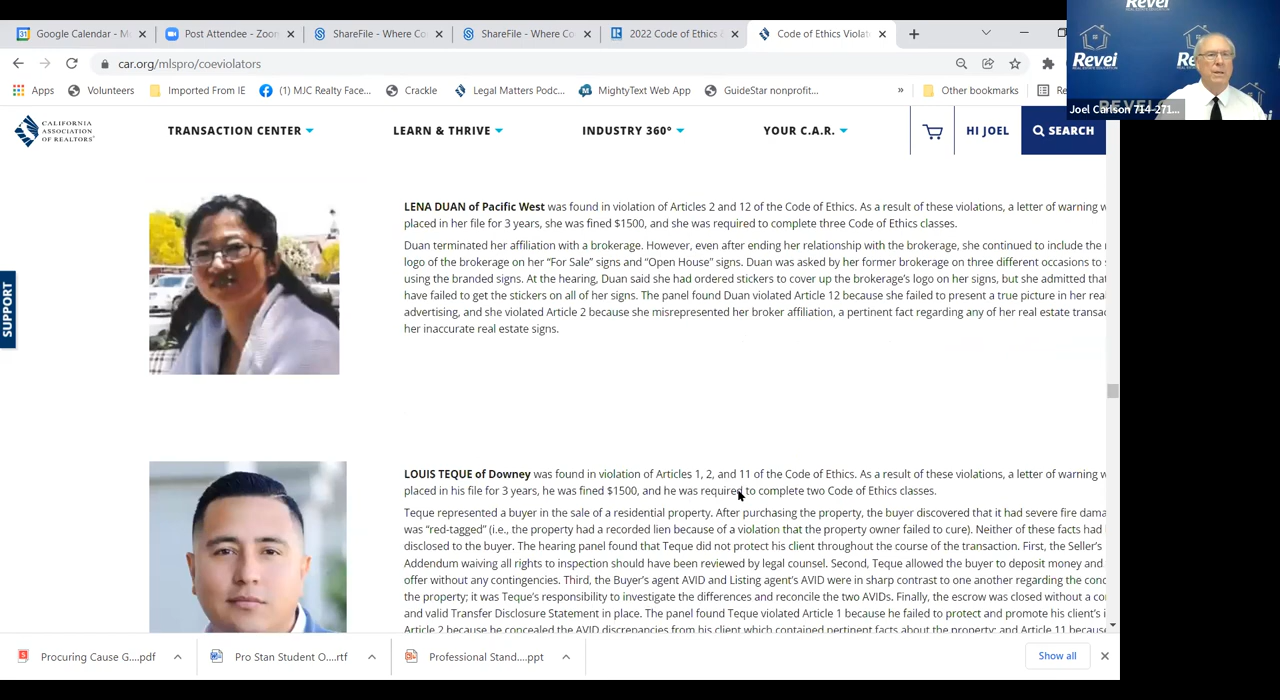 Google Calendar - M
Post Attendee - Zoon
ShareFile - Where Co
ShareFile - Where Co
2022 Code of Ethics &
Code of Ethics Violat
car.org/mlspro/coeviolators
Apps
Volunteers
Imported From IE
(1) MJC Realty Face...
Crackle
Legal Matters Podc...
MightyText Web App
GuideStar nonprofit...
»
Other bookmarks
Re
Revei
Revei
Joel Carlson 714-271...
CALIFORNIA
ASSOCIATION
OF REALTORS®
TRANSACTION CENTER
LEARN & THRIVE
INDUSTRY 360°
YOUR C.A.R.
HI JOEL
SEARCH
SUPPORT
LENA DUAN of Pacific West was found in violation of Articles 2 and 12 of the Code of Ethics. As a result of these violations, a letter of warning w
placed in her file for 3 years, she was fined $1500, and she was required to complete three Code of Ethics classes.
Duan terminated her affiliation with a brokerage. However, even after ending her relationship with the brokerage, she continued to include the
logo of the brokerage on her “For Sale” signs and “Open House” signs. Duan was asked by her former brokerage on three different occasions to
using the branded signs. At the hearing, Duan said she had ordered stickers to cover up the brokerage’s logo on her signs, but she admitted that
have failed to get the stickers on all of her signs. The panel found Duan violated Article 12 because she failed to present a true picture in her rea
advertising, and she violated Article 2 because she misrepresented her broker affiliation, a pertinent fact regarding any of her real estate transac
her inaccurate real estate signs.
LOUIS TEQUE of Downey was found in violation of Articles 1, 2, and 11 of the Code of Ethics. As a result of these violations, a letter of warning w
placed in his file for 3 years, he was fined $1500, and he was required to complete two Code of Ethics classes.
Teque represented a buyer in the sale of a residential property. After purchasing the property, the buyer discovered that it had severe fire dama
was “red-tagged” (i.e., the property had a recorded lien because of a violation that the property owner failed to cure). Neither of these facts had
disclosed to the buyer. The hearing panel found that Teque did not protect his client throughout the course of the transaction. First, the Seller’s
Addendum waiving all rights to inspection should have been reviewed by legal counsel. Second, Teque allowed the buyer to deposit money and
offer without any contingencies. Third, the Buyer’s agent AVID and Listing agent’s AVID were in sharp contrast to one another regarding the conc
the property; it was Teque’s responsibility to investigate the differences and reconcile the two AVIDs. Finally, the escrow was closed without a co
and valid Transfer Disclosure Statement in place. The panel found Teque violated Article 1 because he failed to protect and promote his client’s i
Article 2 because he concealed the AVID discrepancies from his client which contained pertinent facts about the property; and Article 11 because
Procuring Cause G....pdf
Pro Stan Student O....rtf
Professional Stand....ppt
Show all